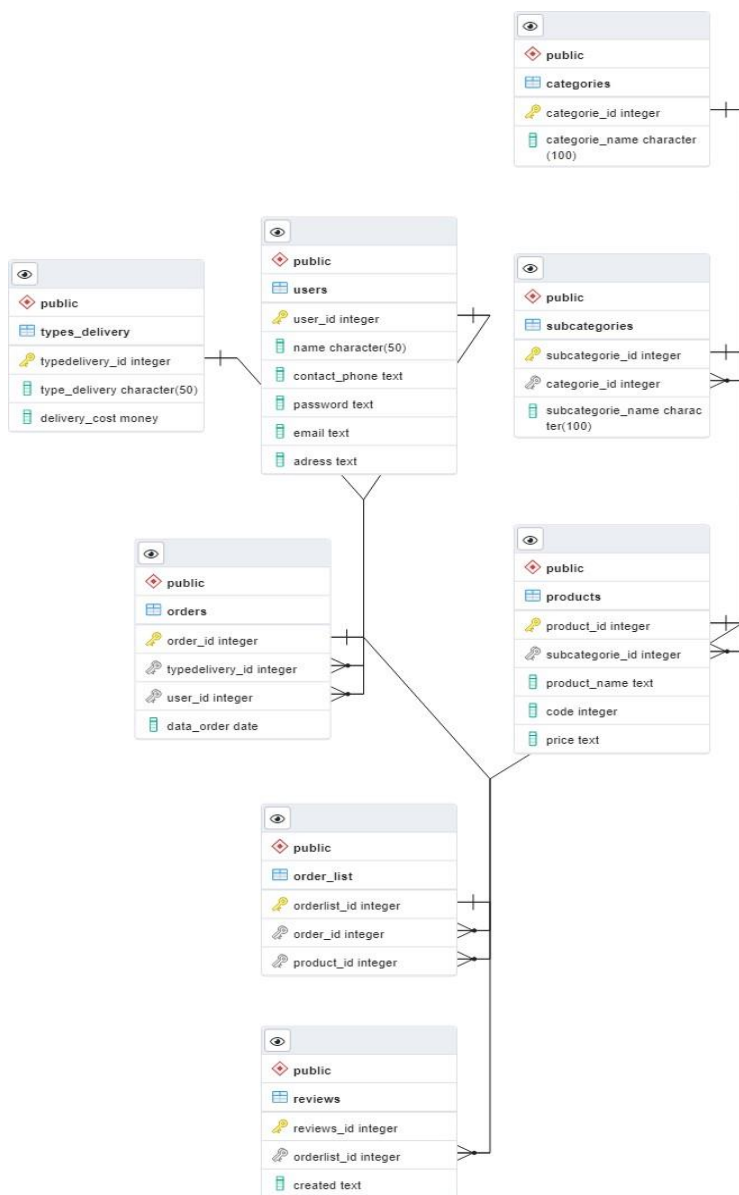 public
categories
categorie_id integer
categorie_name character
(100)
public
users
user_id integer
name character(50)
contact_phone text
password text
email text
adress text
public
subcategories
subcategorie_id integer
categorie_id integer
subcategorie_name charac
ter(100)
public
types_delivery
typedelivery_id integer
type_delivery character(50)
delivery_cost money
public
orders
order_id integer
typedelivery_id integer
user_id integer
data_order date
public
products
product_id integer
subcategorie_id integer
product_name text
code integer
price text
public
order_list
orderlist_id integer
order_id integer
product_id integer
public
reviews
reviews_id integer
orderlist_id integer
created text